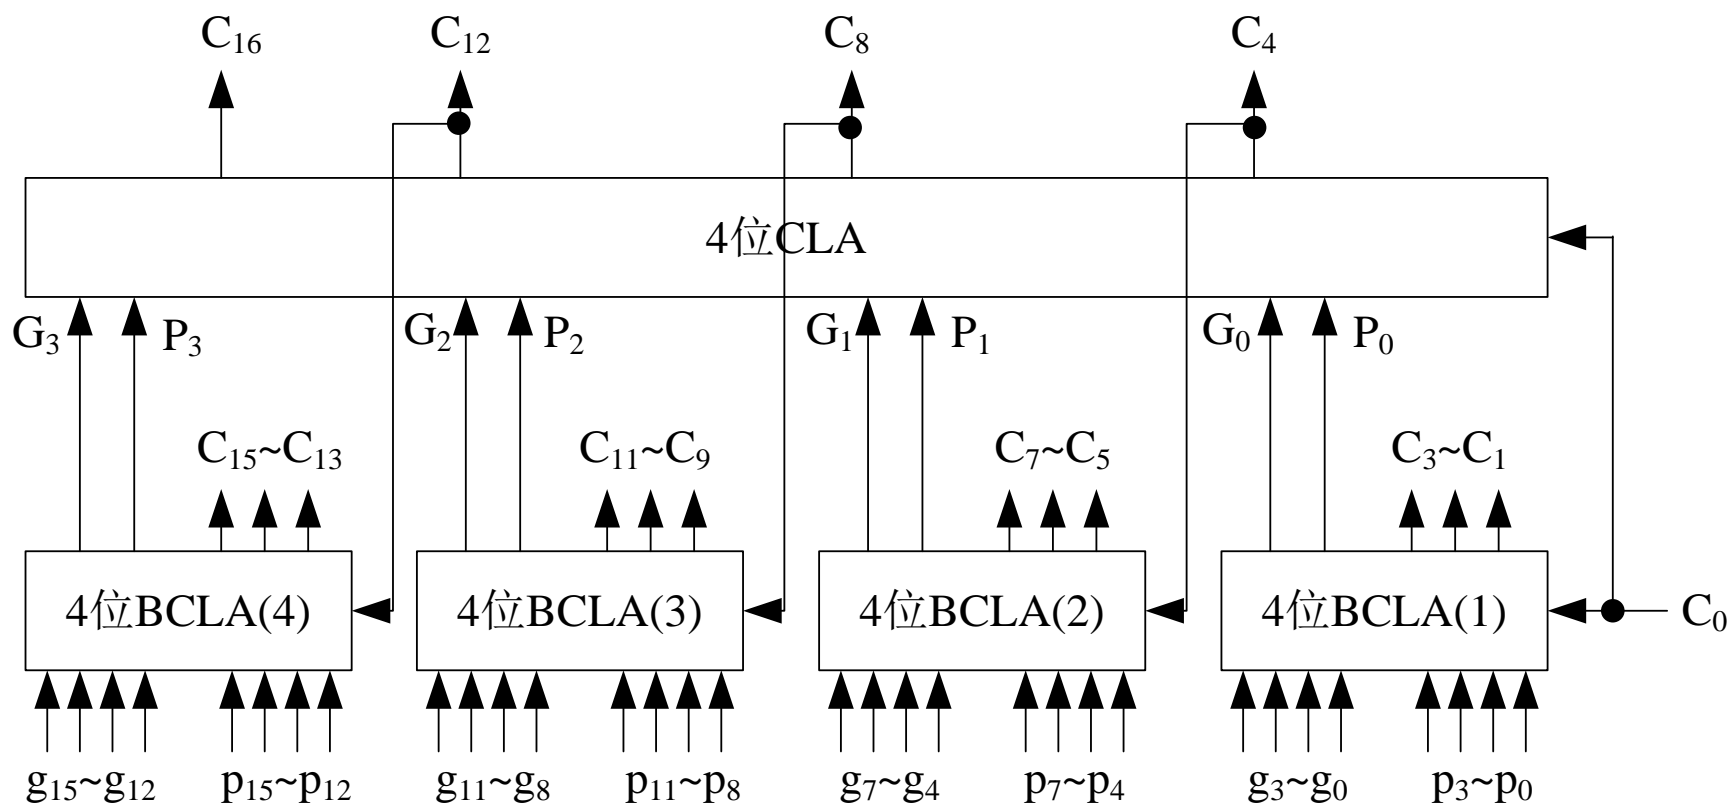 C₁₆ C₁₂ C₈ C₄
4位CLA
G₃ P₃ G₂ P₂ G₁ P₁ G₀ P₀
C₁₅~C₁₃ C₁₁~C₉ C₇~C₅ C₃~C₁
4位BCLA(4) 4位BCLA(3) 4位BCLA(2) 4位BCLA(1) C₀
g₁₅~g₁₂ p₁₅~p₁₂ g₁₁~g₈ p₁₁~p₈ g₇~g₄ p₇~p₄ g₃~g₀ p₃~p₀